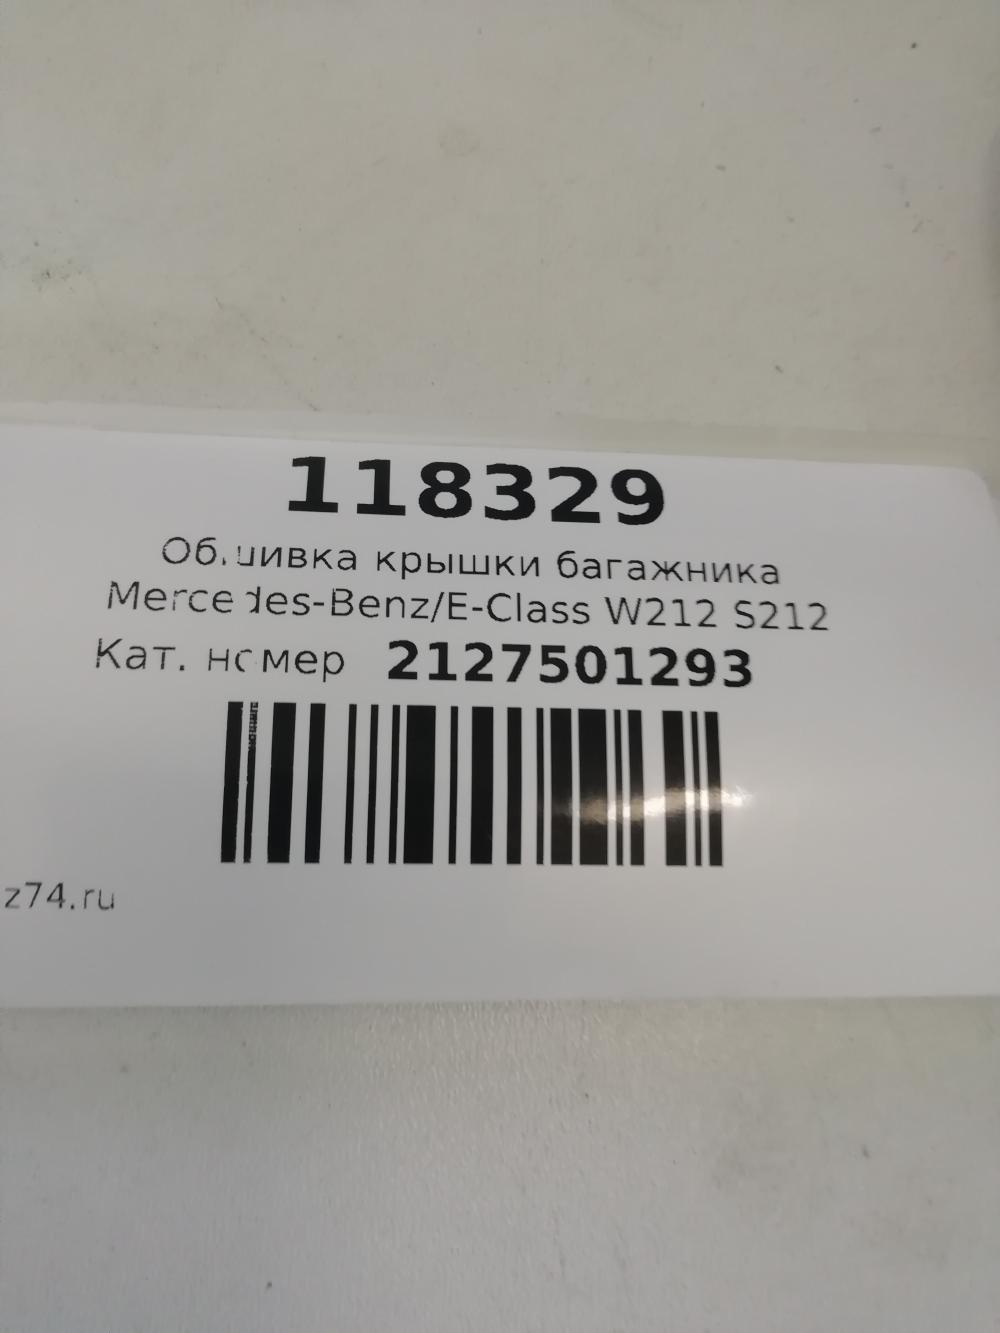 118329
Обшивка крышки багажника
Mercedes-Benz/E-Class W212 S212
Кат. номер 2127501293
z74.ru